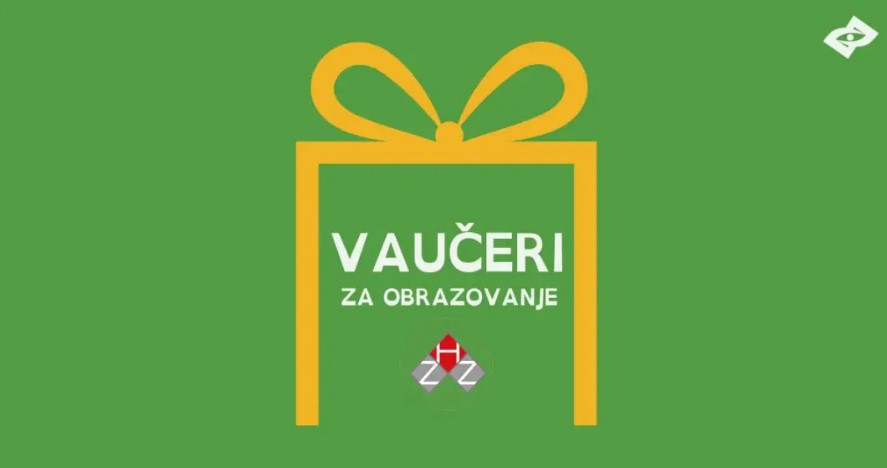 VAUČERI
ZA OBRAZOVANJE
H
Z Z